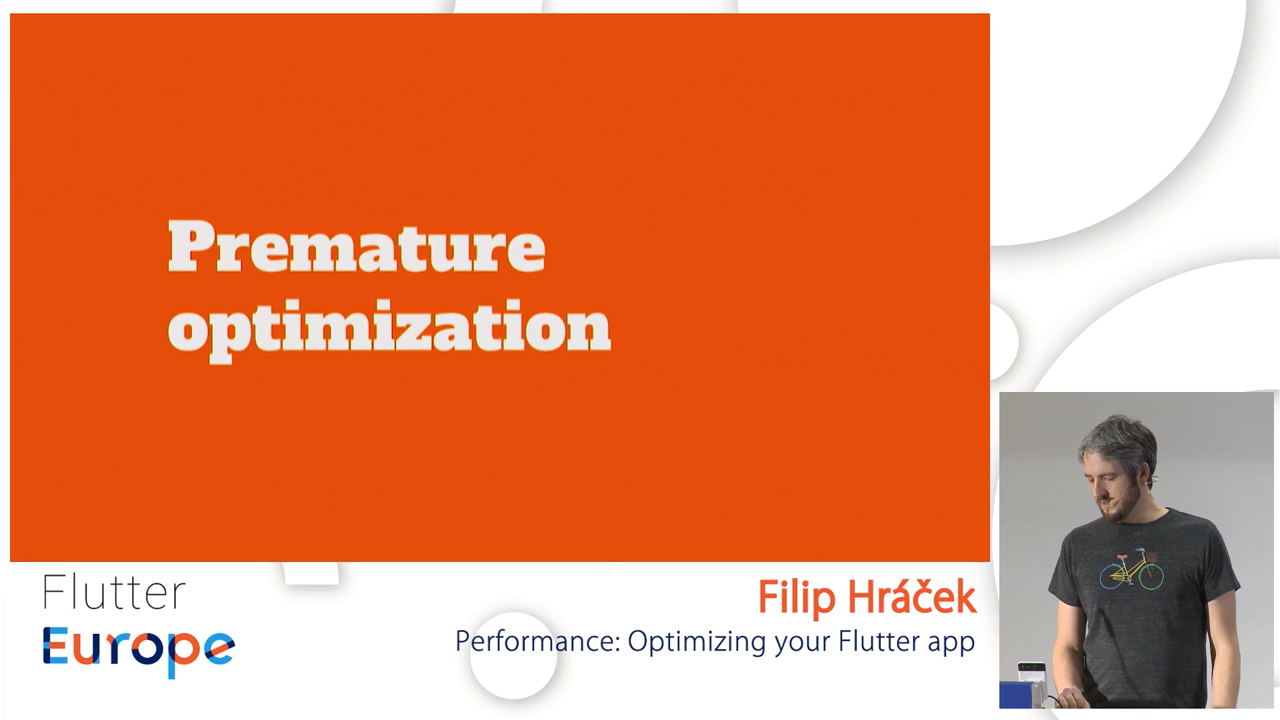 Premature
optimization
Flutter
Europe
Filip Hráček
Performance: Optimizing your Flutter app